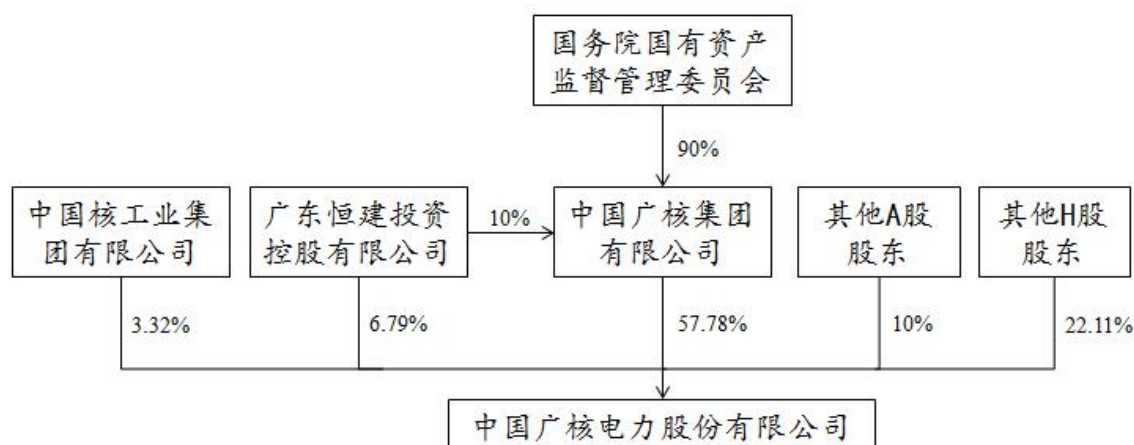 国务院国有资产
监督管理委员会
90%
中国核工业集
团有限公司
广东恒建投资
控股有限公司
10%
中国广核集团
有限公司
其他A股
股东
其他H股
股东
3.32%
6.79%
57.78%
10%
22.11%
中国广核电力股份有限公司